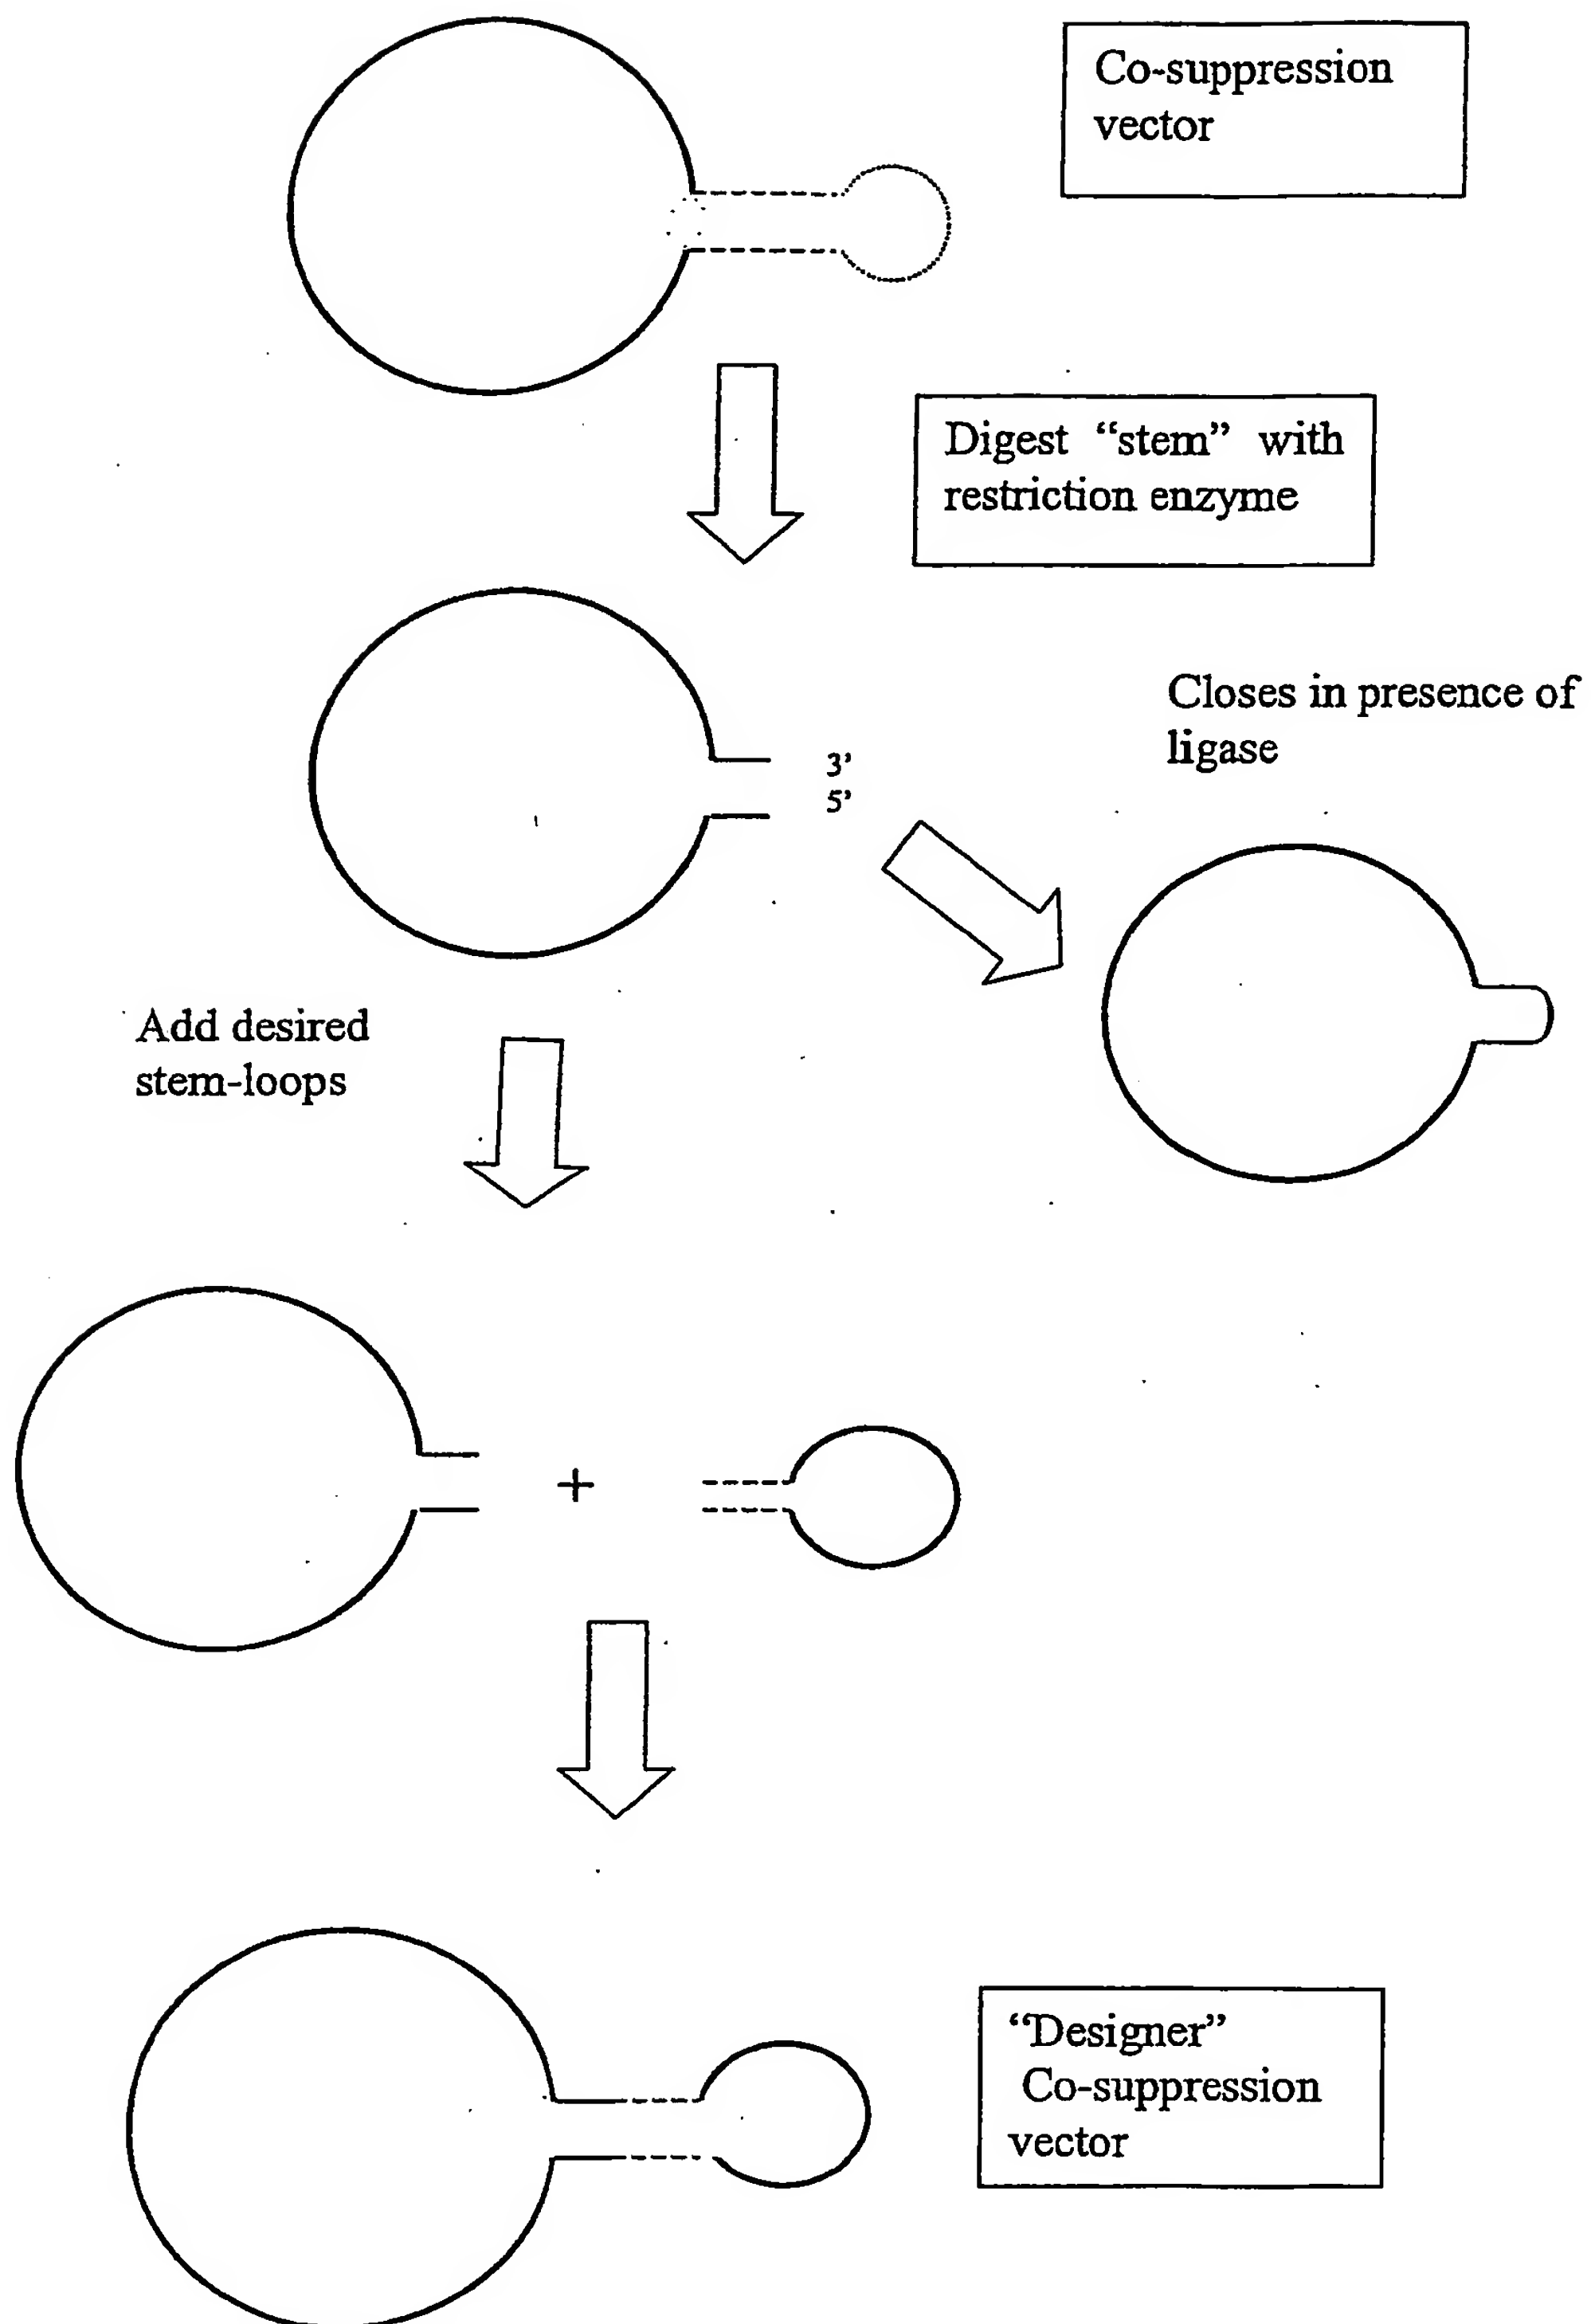 Co-suppression
vector
Digest “stem” with
restriction enzyme
Closes in presence of
ligase
3’
5’
Add desired
stem-loops
+
“Designer”
Co-suppression
vector